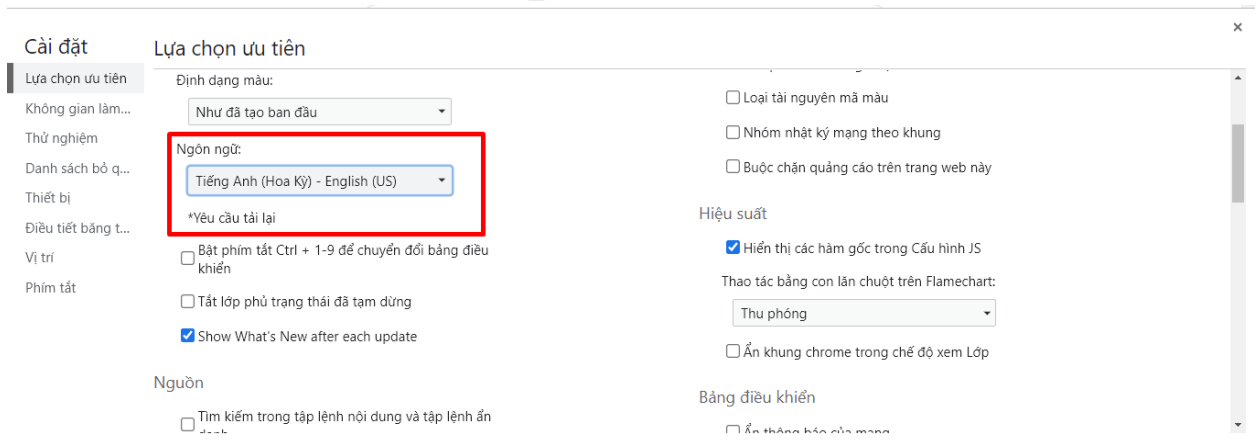 Cài đặt
Lựa chọn ưu tiên
Không gian làm...
Thử nghiệm
Danh sách bỏ q...
Thiết bị
Điều tiết băng t...
Vị trí
Phím tắt
Lựa chọn ưu tiên
Định dạng màu:
Như đã tạo ban đầu
Ngôn ngữ:
Tiếng Anh (Hoa Kỳ) - English (US)
*Yêu cầu tải lại
Bật phím tắt Ctrl + 1-9 để chuyển đổi bảng điều
khiển
Tắt lớp phủ trạng thái đã tạm dừng
Show What's New after each update
Nguồn
Tìm kiếm trong tập lệnh nội dung và tập lệnh ẩn
Loại tài nguyên mã màu
Nhóm nhật ký mạng theo khung
Buộc chặn quảng cáo trên trang web này
Hiệu suất
Hiển thị các hàm gốc trong Cấu hình JS
Thao tác bằng con lăn chuột trên Flamechart:
Thu phóng
Ẩn khung chrome trong chế độ xem Lớp
Bảng điều khiển
Ẩn thông báo của mạng